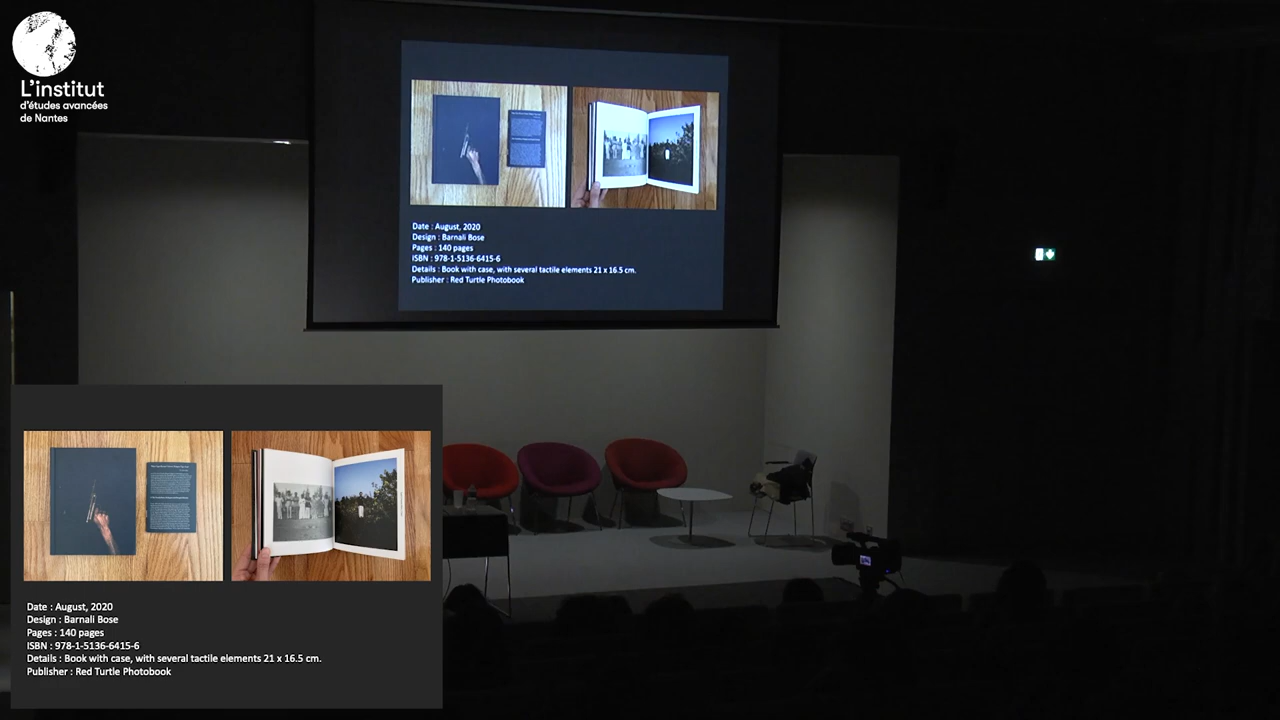 L'institut
d'études avancées
de Nantes
Date : August, 2020
Design : Barnali Bose
Pages : 140 pages
ISBN : 978-1-5136-6415-6
Details : Book with case, with several tactile elements 21 x 16.5 cm.
Publisher : Red Turtle Photobook
Date : August, 2020
Design : Barnali Bose
Pages : 140 pages
ISBN : 978-1-5136-6415-6
Details : Book with case, with several tactile elements 21 x 16.5 cm.
Publisher : Red Turtle Photobook